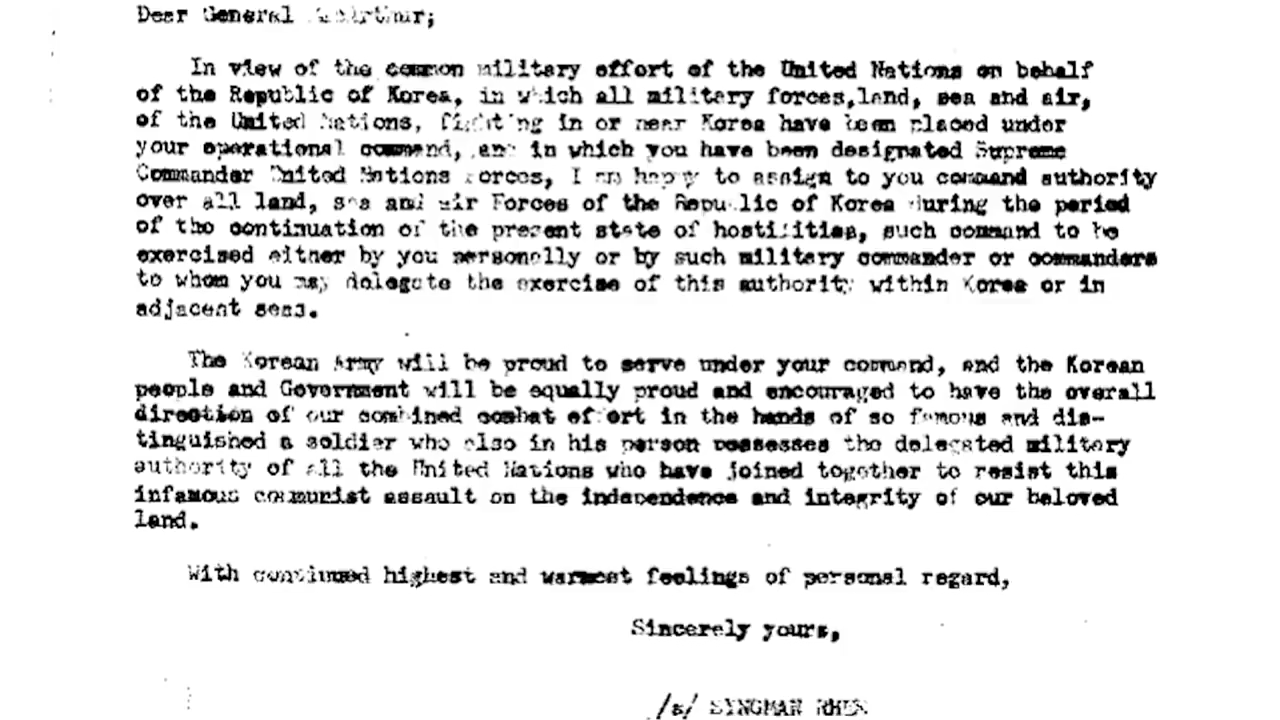 Dear General MacArthur;
In view of the common military effort of the United Nations on behalf
of the Republic of Korea, in which all military forces,land, sea and air,
of the United Nations, fighting in or near Korea have been placed under
your operational command, and in which you have been designated Supreme
Commander United Nations Forces, I am happy to assign to you command authority
over all land, sea and air Forces of the Republic of Korea during the period
of the continuation of the present state of hostilities, such command to be
exercised either by you personally or by such military commander or commanders
to whom you may delegate the exercise of this authority within Korea or in
adjacent seas.
The Korean Army will be proud to serve under your command, and the Korean
people and Government will be equally proud and encouraged to have the overall
direction of our combined combat effort in the hands of so famous and dis-
tinguished a soldier who also in his person possesses the delegated military
authority of all the United Nations who have joined together to resist this
infamous communist assault on the independence and integrity of our beloved
land.
With continued highest and warmest feelings of personal regard,
Sincerely yours,
/s/ SYNGMAN RHEE